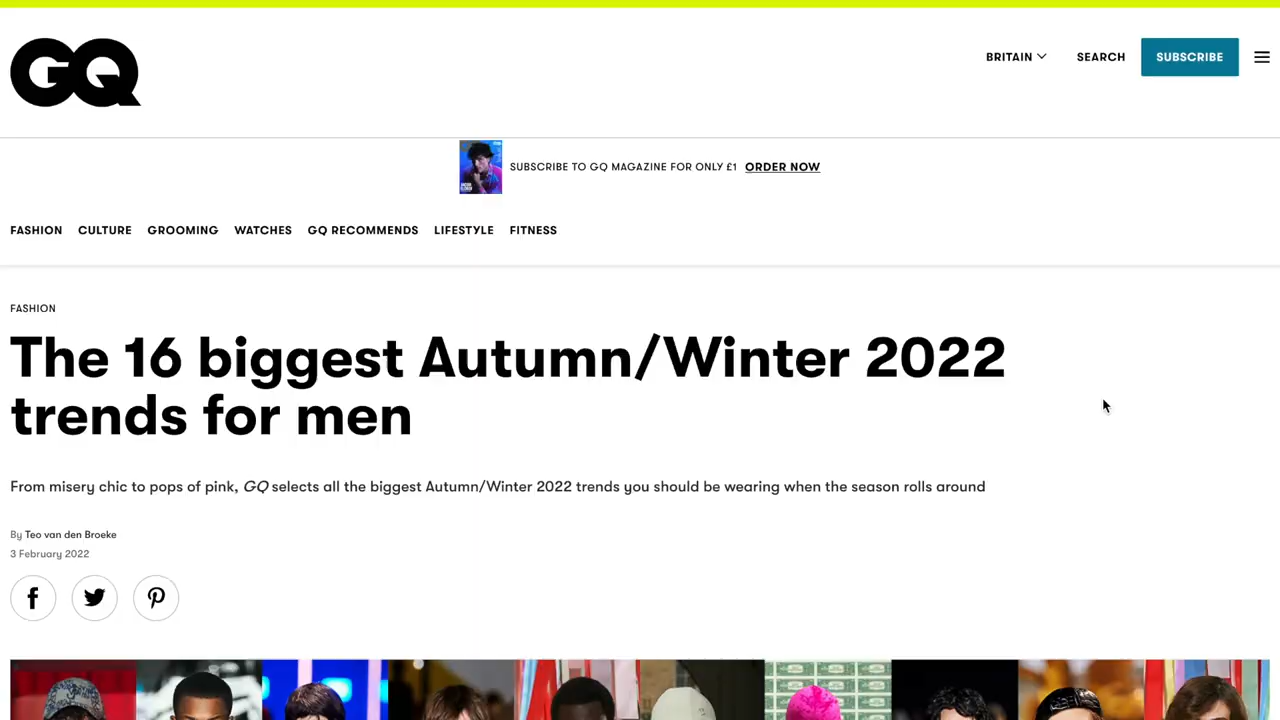 GQ
BRITAIN
SEARCH
SUBSCRIBE
SUBSCRIBE TO GQ MAGAZINE FOR ONLY £1 ORDER NOW
FASHION CULTURE GROOMING WATCHES GQ RECOMMENDS LIFESTYLE FITNESS
FASHION
The 16 biggest Autumn/Winter 2022
trends for men
From misery chic to pops of pink, GQ selects all the biggest Autumn/Winter 2022 trends you should be wearing when the season rolls around
By Teo van den Broeke
3 February 2022